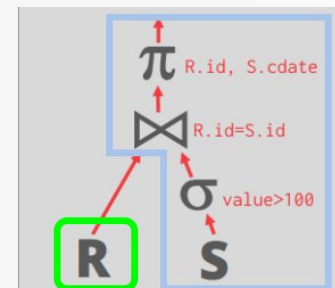 π R.id, S.cdate
⋈ R.id=S.id
σ value>100
R S